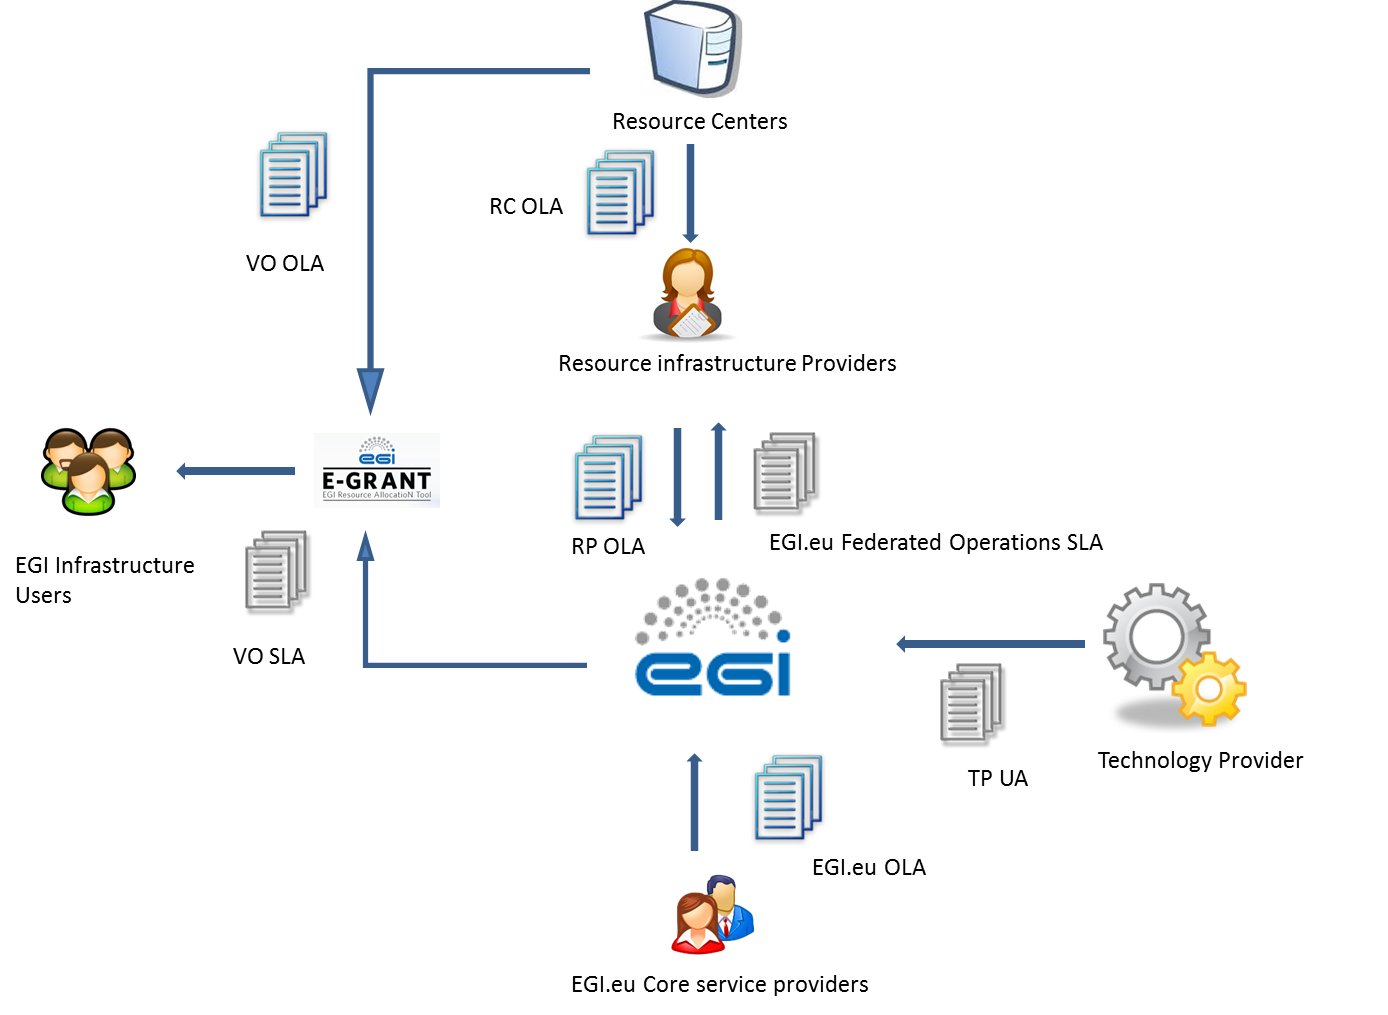 Resource Centers
RC OLA
VO OLA
Resource infrastructure Providers
egi
E-GRANT
EGI Resource AllocatioN Tool
RP OLA
EGI.eu Federated Operations SLA
EGI Infrastructure
Users
VO SLA
egi
TP UA
Technology Provider
EGI.eu OLA
EGI.eu Core service providers